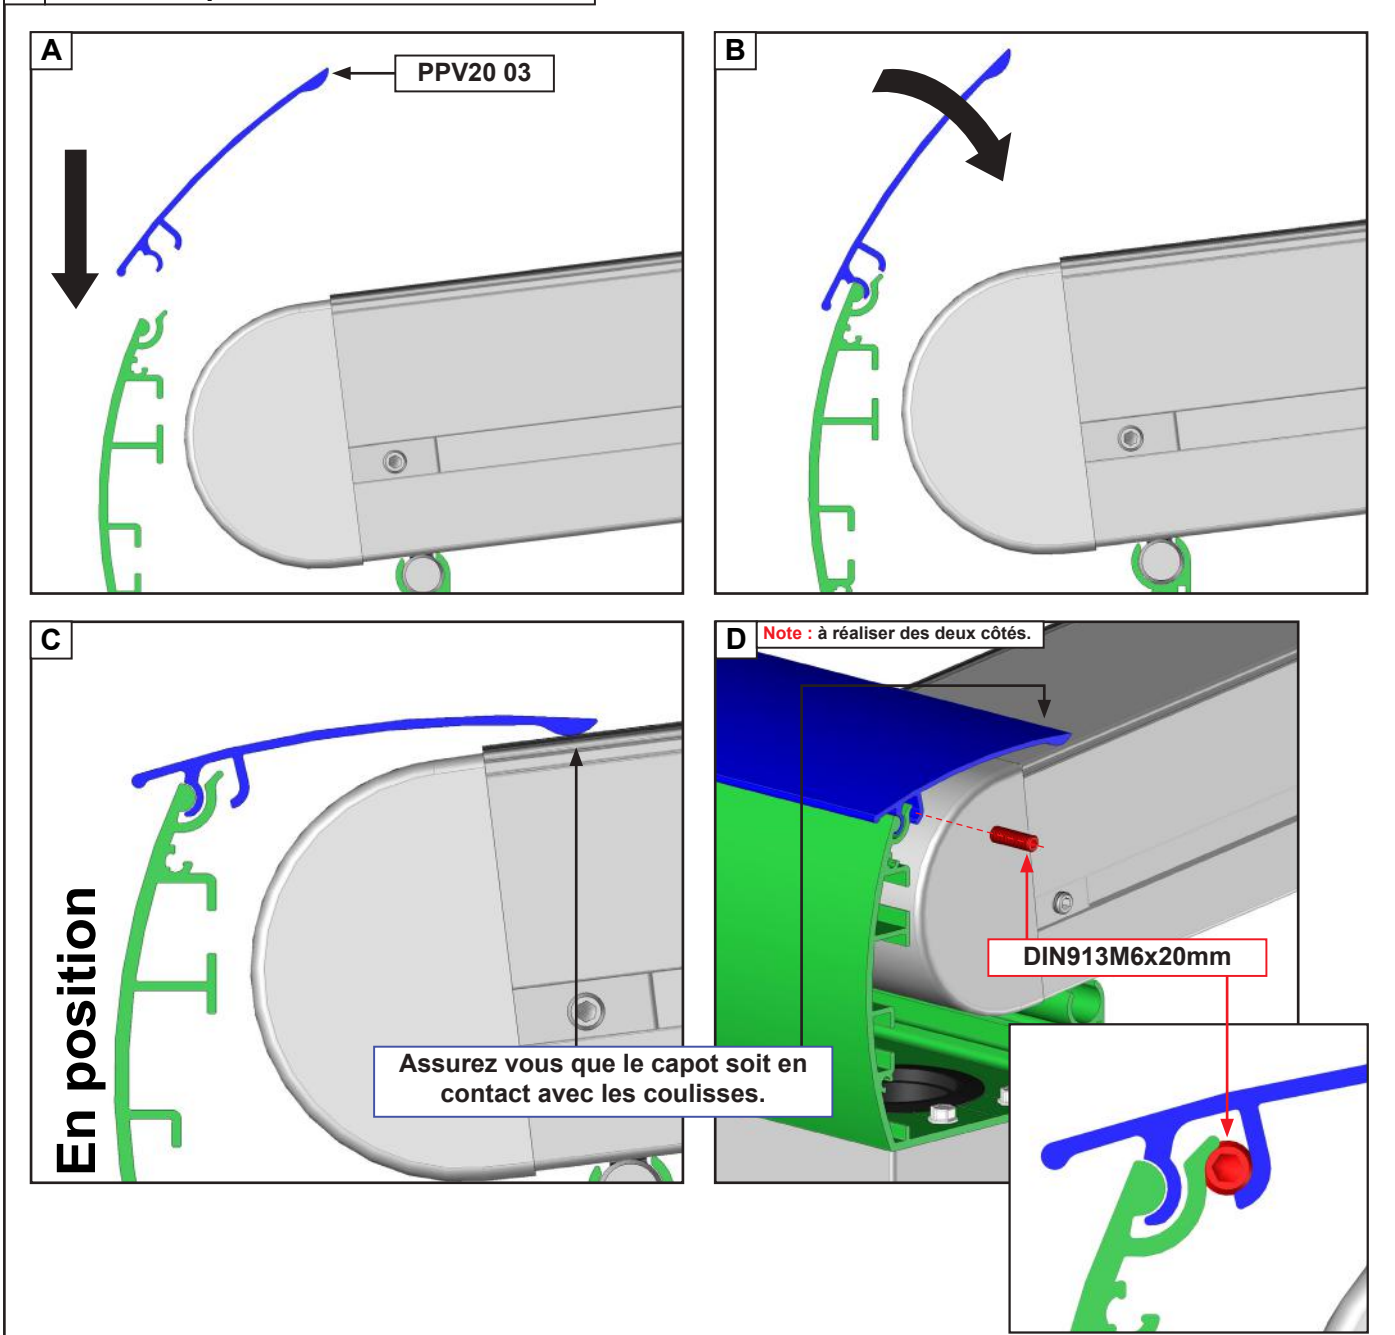 A
PPV20 03
B
C
En position
D
Note : à réaliser des deux côtés.
DIN913M6x20mm
Assurez vous que le capot soit en
contact avec les coulisses.